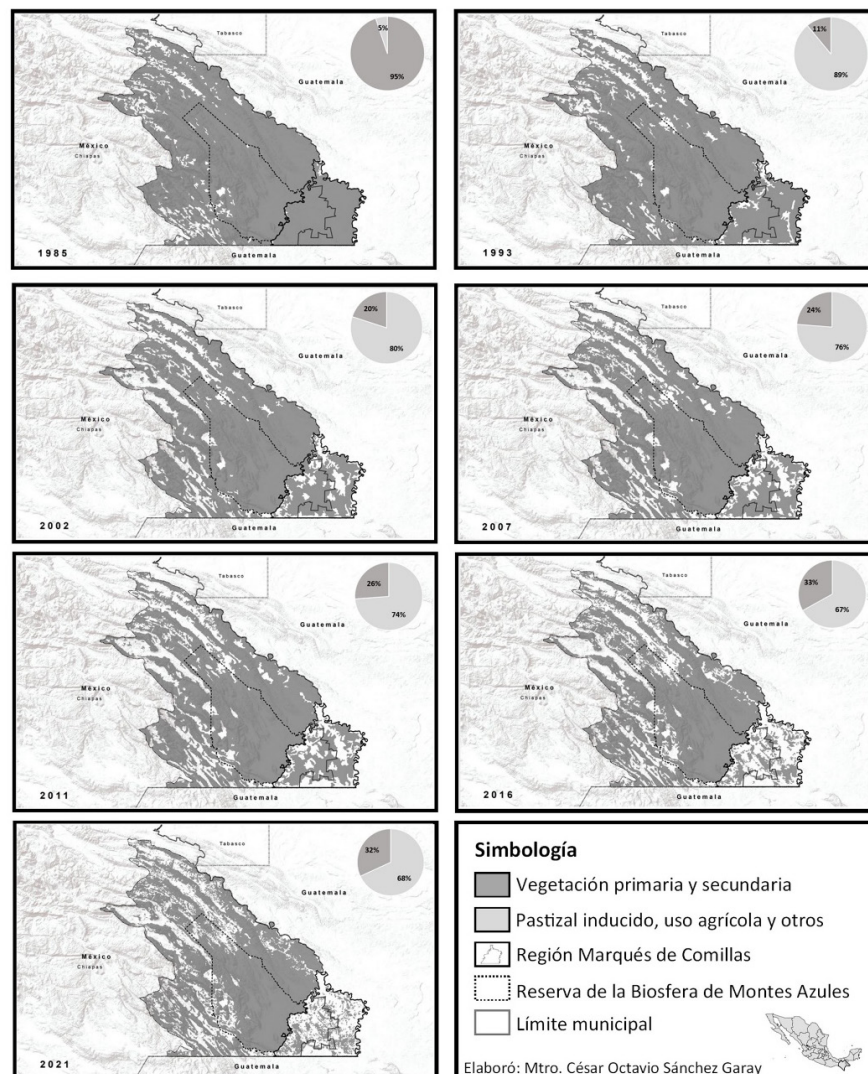 Tabasco
5%
95%
Guatemala
México
Chiapas
1985
Guatemala
Tabasco
11%
89%
Guatemala
México
Chiapas
1993
Guatemala
Tabasco
20%
80%
Guatemala
México
Chiapas
2002
Guatemala
Tabasco
24%
76%
Guatemala
México
Chiapas
2007
Guatemala
Tabasco
26%
74%
Guatemala
México
Chiapas
2011
Guatemala
Tabasco
33%
67%
Guatemala
México
Chiapas
2016
Guatemala
Tabasco
32%
68%
Guatemala
México
Chiapas
2021
Guatemala
Simbología
Vegetación primaria y secundaria
Pastizal inducido, uso agrícola y otros
Región Marqués de Comillas
Reserva de la Biosfera de Montes Azules
Límite municipal
Elaboró: Mtro. César Octavio Sánchez Garay